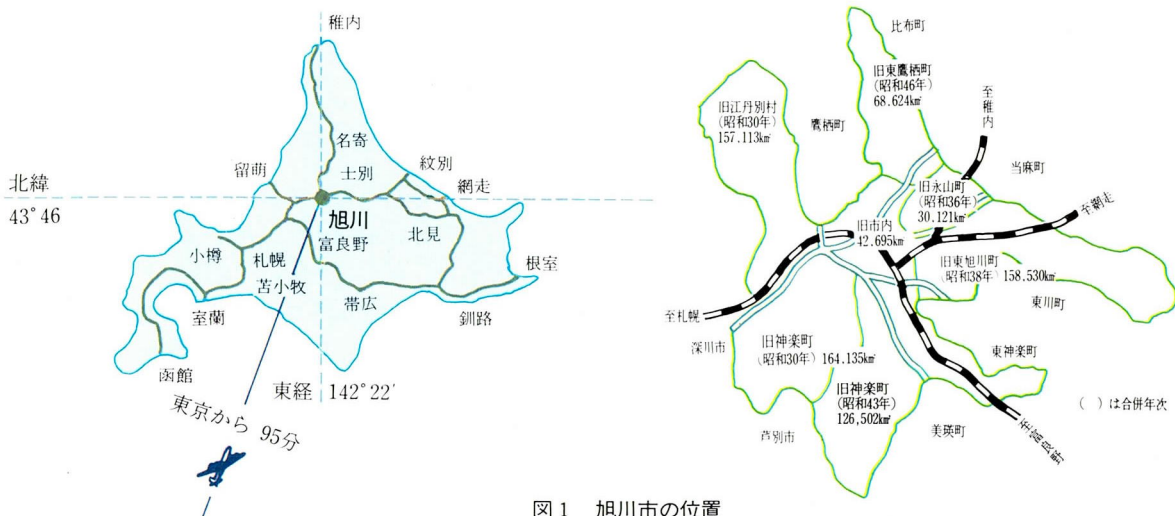 稚内
名寄
士別
紋別
留萌
網走
北緯
43°46
旭川
富良野
北見
小樽
札幌
苫小牧
根室
帯広
釧路
室蘭
函館
東経 142°22′
東京から 95分
比布町
旧東鷹栖町
(昭和46年)
68.624km²
至稚内
旧江丹別村
(昭和30年)
157.113km²
鷹栖町
当麻町
旧永山町
(昭和36年)
30.121km²
至網走
旧市内
42.695km²
旧東旭川町
(昭和38年) 158.530km²
東川町
至札幌
深川市
旧神楽町
(昭和30年) 164.135km²
東神楽町
旧神楽町
(昭和43年)
126,502km²
( )は合併年次
芦別市
美瑛町
至富良野
図1 旭川市の位置